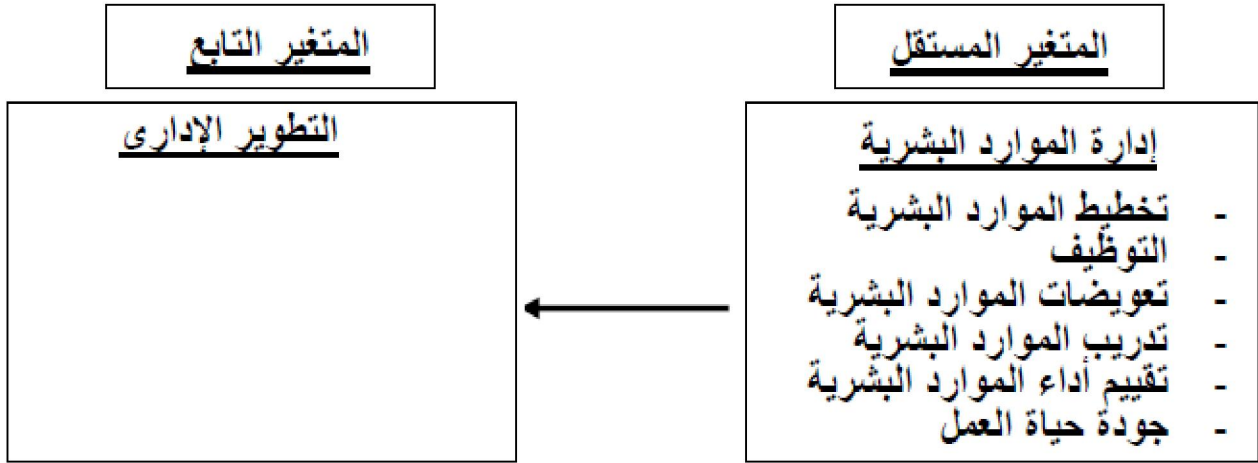 المتغير المستقل
إدارة الموارد البشرية
- تخطيط الموارد البشرية
- التوظيف
- تعويضات الموارد البشرية
- تدريب الموارد البشرية
- تقييم أداء الموارد البشرية
- جودة حياة العمل
المتغير التابع
التطوير الإدارى